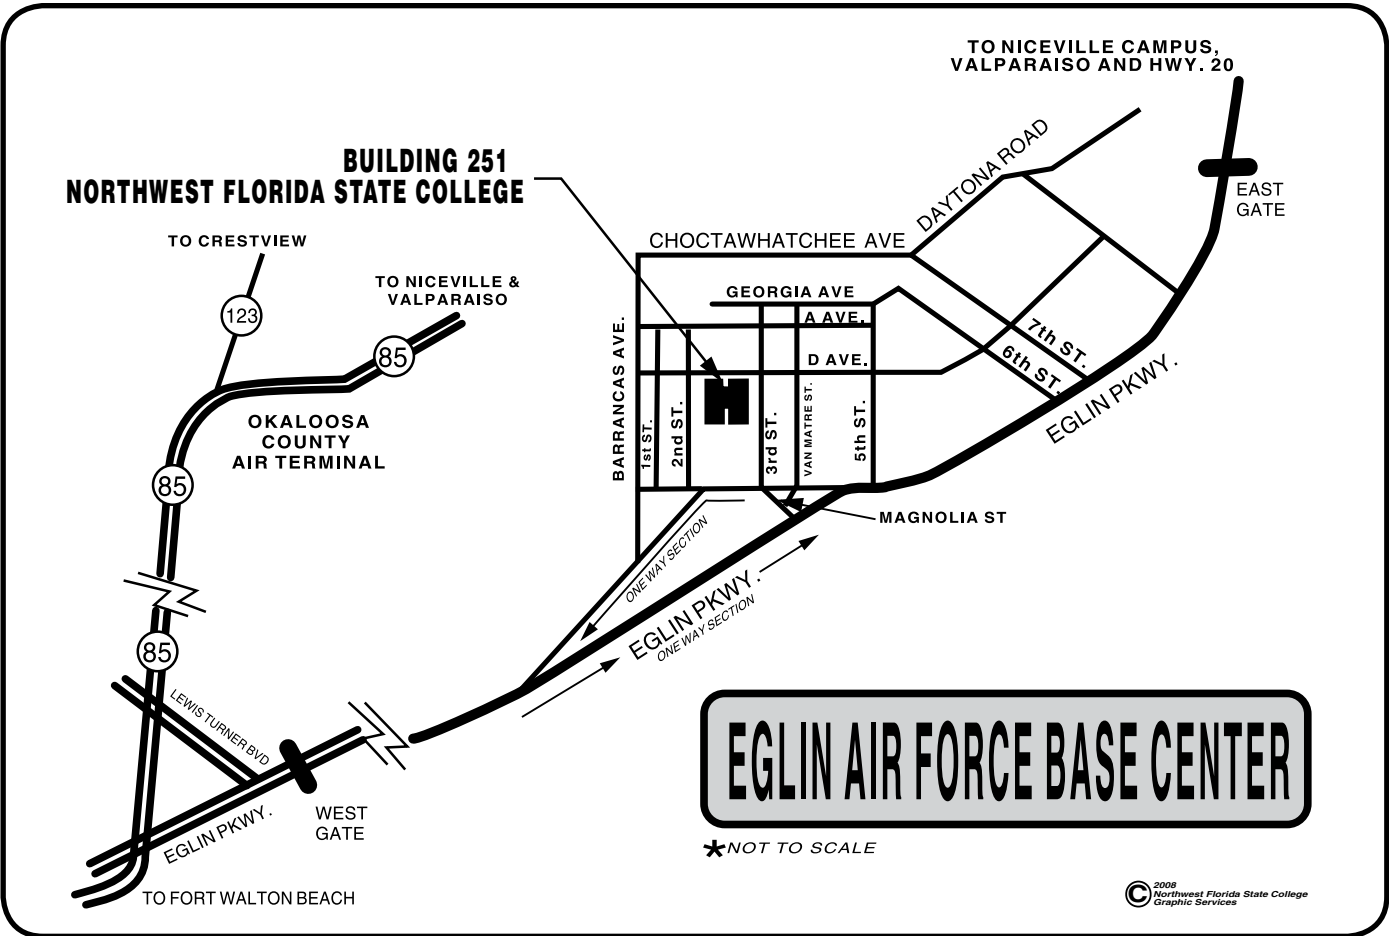 TO NICEVILLE CAMPUS,
VALPARAISO AND HWY. 20
BUILDING 251
NORTHWEST FLORIDA STATE COLLEGE
DAYTONA ROAD
EAST
GATE
TO CRESTVIEW
CHOCTAWHATCHEE AVE
TO NICEVILLE &
VALPARAISO
GEORGIA AVE
123
A AVE.
BARRANCAS AVE.
85
D AVE.
7th ST.
6th ST.
EGLIN PKWY.
OKALOOSA
COUNTY
AIR TERMINAL
1st ST.
2nd ST.
3rd ST.
VAN MATRE ST.
5th ST.
85
MAGNOLIA ST
ONE WAY SECTION
EGLIN PKWY.
ONE WAY SECTION
85
LEWIS TURNER BVD
WEST
GATE
EGLIN PKWY.
TO FORT WALTON BEACH
EGLIN AIR FORCE BASE CENTER
*NOT TO SCALE
© 2008
Northwest Florida State College
Graphic Services